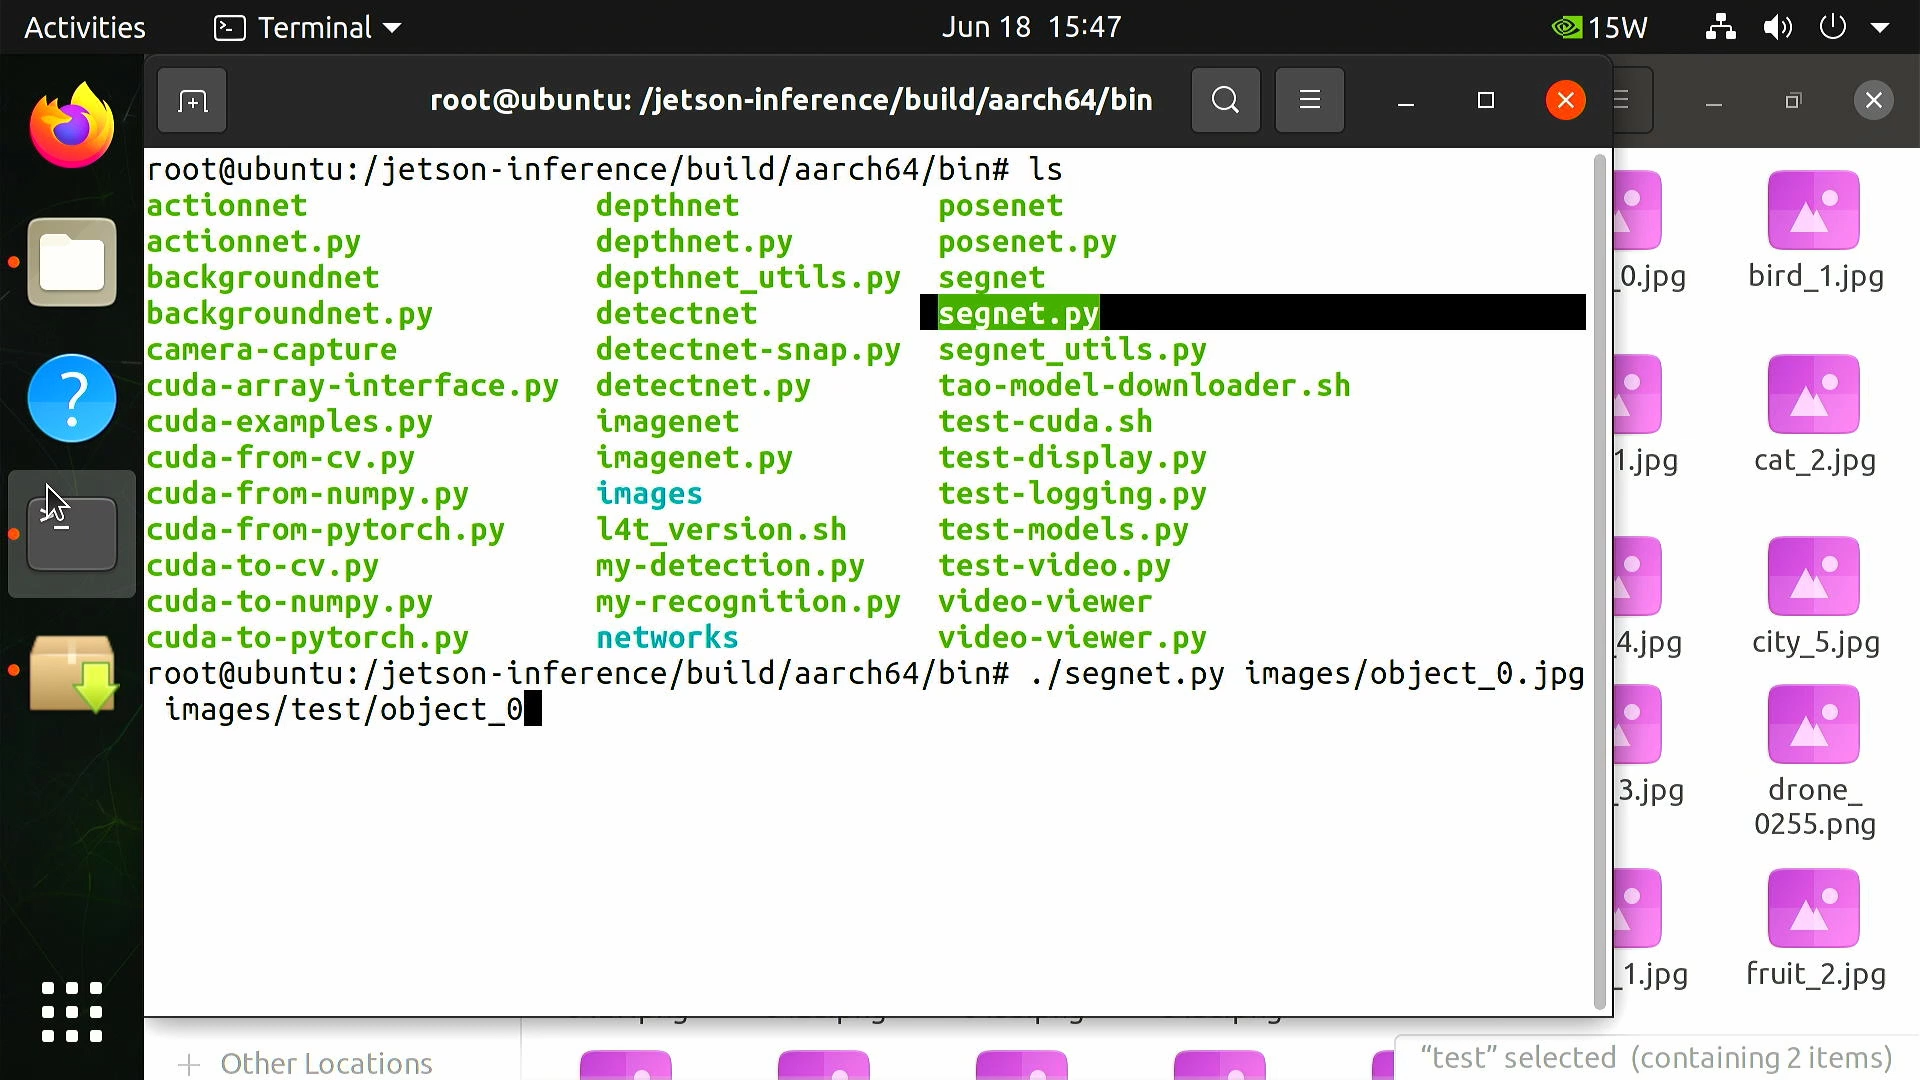 Activities
Terminal
Jun 18 15:47
15W
root@ubuntu: /jetson-inference/build/aarch64/bin
root@ubuntu:/jetson-inference/build/aarch64/bin# ls
actionnet depthnet posenet
actionnet.py depthnet.py posenet.py
backgroundnet depthnet_utils.py segnet
backgroundnet.py detectnet segnet.py
camera-capture detectnet-snap.py segnet_utils.py
cuda-array-interface.py detectnet.py tao-model-downloader.sh
cuda-examples.py imagenet test-cuda.sh
cuda-from-cv.py imagenet.py test-display.py
cuda-from-numpy.py images test-logging.py
cuda-from-pytorch.py l4t_version.sh test-models.py
cuda-to-cv.py my-detection.py test-video.py
cuda-to-numpy.py my-recognition.py video-viewer
cuda-to-pytorch.py networks video-viewer.py
root@ubuntu:/jetson-inference/build/aarch64/bin# ./segnet.py images/object_0.jpg
images/test/object_0
_0.jpg bird_1.jpg
1.jpg cat_2.jpg
4.jpg city_5.jpg
_3.jpg drone_
0255.png
_1.jpg fruit_2.jpg
Other Locations
“test” selected (containing 2 items)